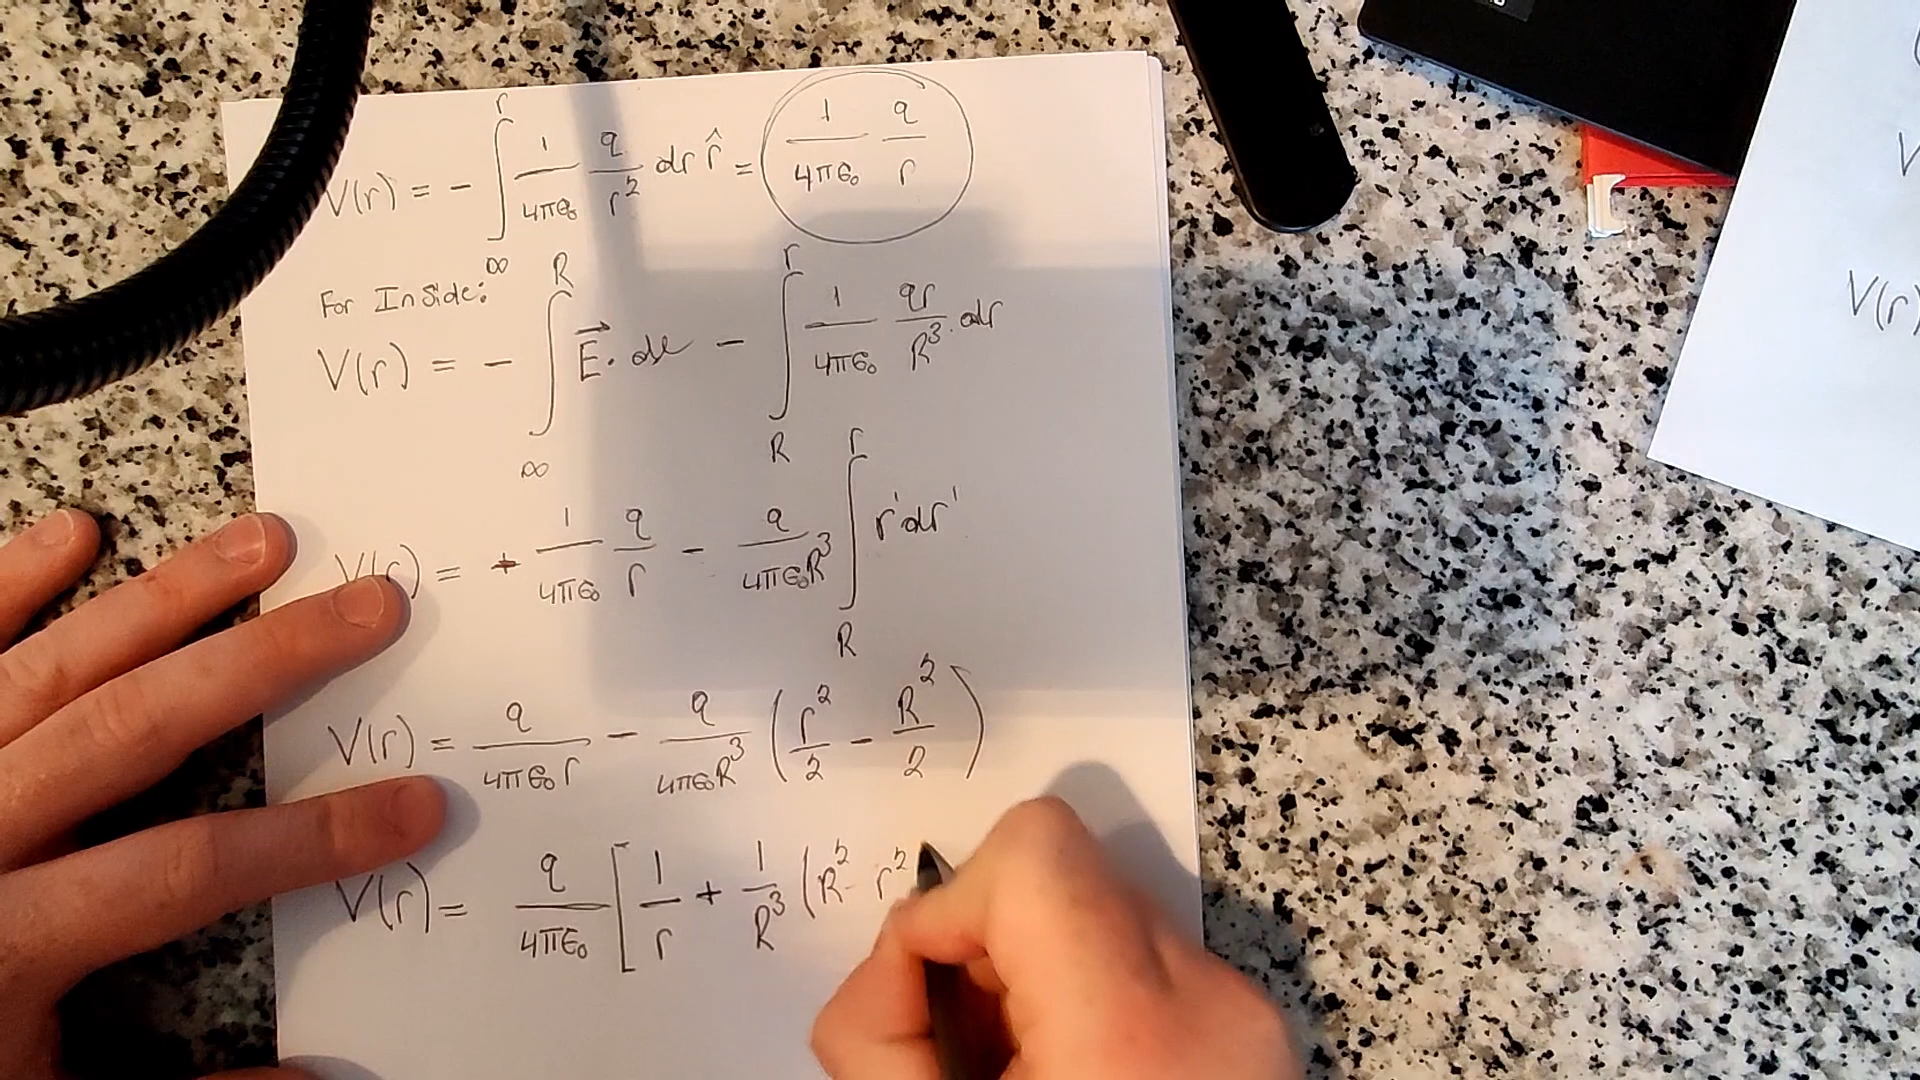 V(r) = - ∫_∞^r 1/4πϵ₀ q/r² dr r̂ = 1/4πϵ₀ q/r
For Inside:
V(r) = - ∫_∞^R E⃗ · dl - ∫_R^r 1/4πϵ₀ qr/R³ · dr
V(r) = + 1/4πϵ₀ q/r - q/4πϵ₀R³ ∫_R^r r'dr'
V(r) = q/4πϵ₀r - q/4πϵ₀R³ (r²/2 - R²/2)
V(r) = q/4πϵ₀ [1/r + 1/R³ (R² - r²
V(r)